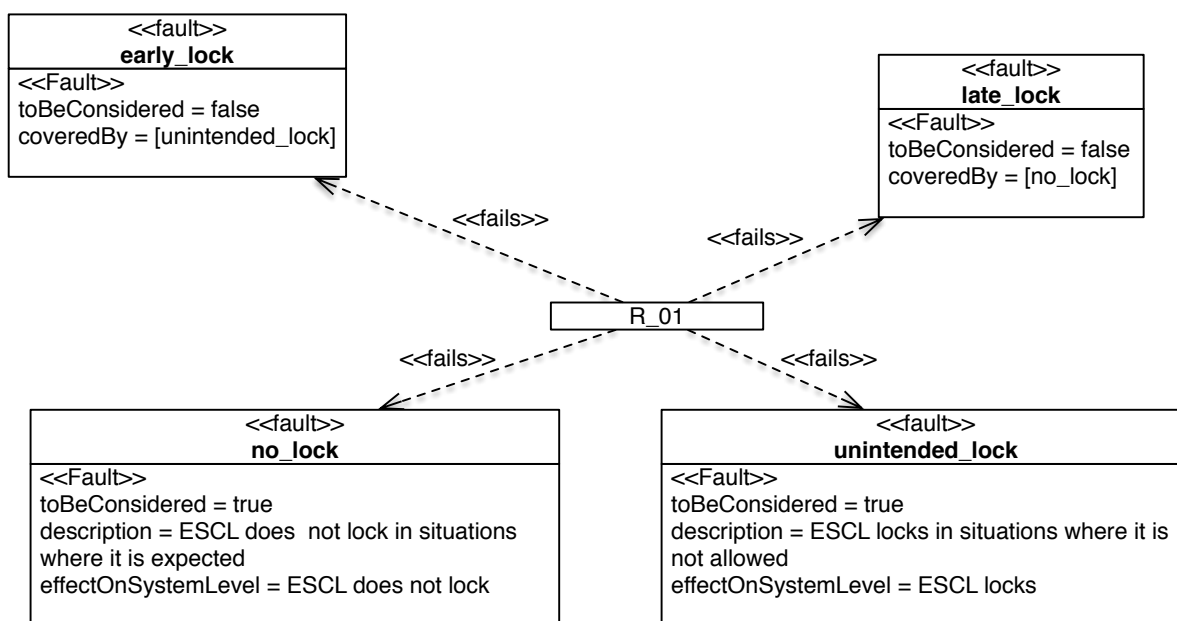 <<fault>>
early_lock
<<Fault>>
toBeConsidered = false
coveredBy = [unintended_lock]
<<fault>>
late_lock
<<Fault>>
toBeConsidered = false
coveredBy = [no_lock]
<<fails>>
<<fails>>
R_01
<<fails>>
<<fails>>
<<fault>>
no_lock
<<Fault>>
toBeConsidered = true
description = ESCL does  not lock in situations
where it is expected
effectOnSystemLevel = ESCL does not lock
<<fault>>
unintended_lock
<<Fault>>
toBeConsidered = true
description = ESCL locks in situations where it is
not allowed
effectOnSystemLevel = ESCL locks